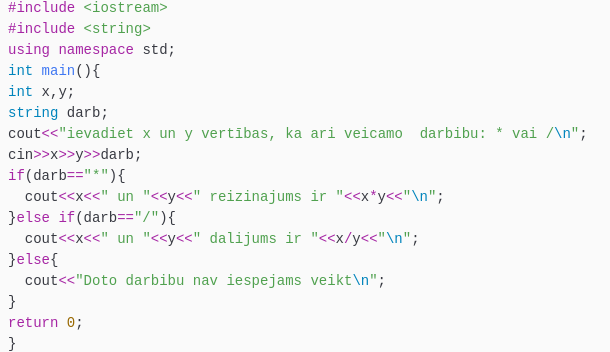 #include <iostream>
#include <string>
using namespace std;
int main(){
int x,y;
string darb;
cout<<"ievadiet x un y vertības, ka ari veicamo  darbibu: * vai /\n";
cin>>x>>y>>darb;
if(darb=="*"){
  cout<<x<<" un "<<y<<" reizinajums ir "<<x*y<<"\n";
}else if(darb=="/"){
  cout<<x<<" un "<<y<<" dalijums ir "<<x/y<<"\n";
}else{
  cout<<"Doto darbibu nav iespejams veikt\n";
}
return 0;
}